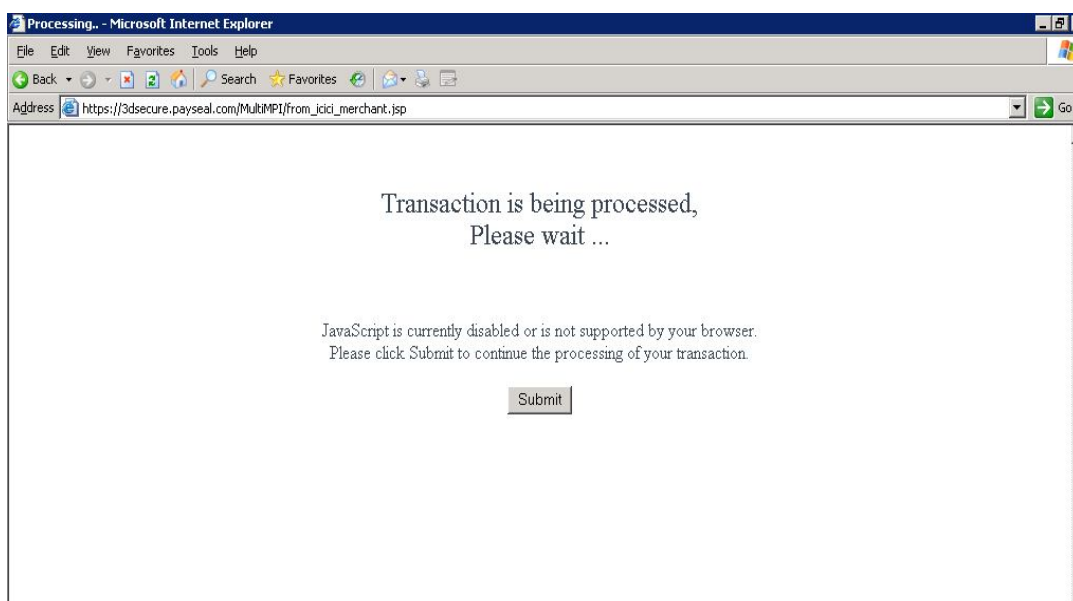 Processing.. - Microsoft Internet Explorer
File Edit View Favorites Tools Help
Back Search Favorites
Address https://3dsecure.payseal.com/MultiMPI/from_icici_merchant.jsp Go
Transaction is being processed,
Please wait ...
JavaScript is currently disabled or is not supported by your browser.
Please click Submit to continue the processing of your transaction.
Submit